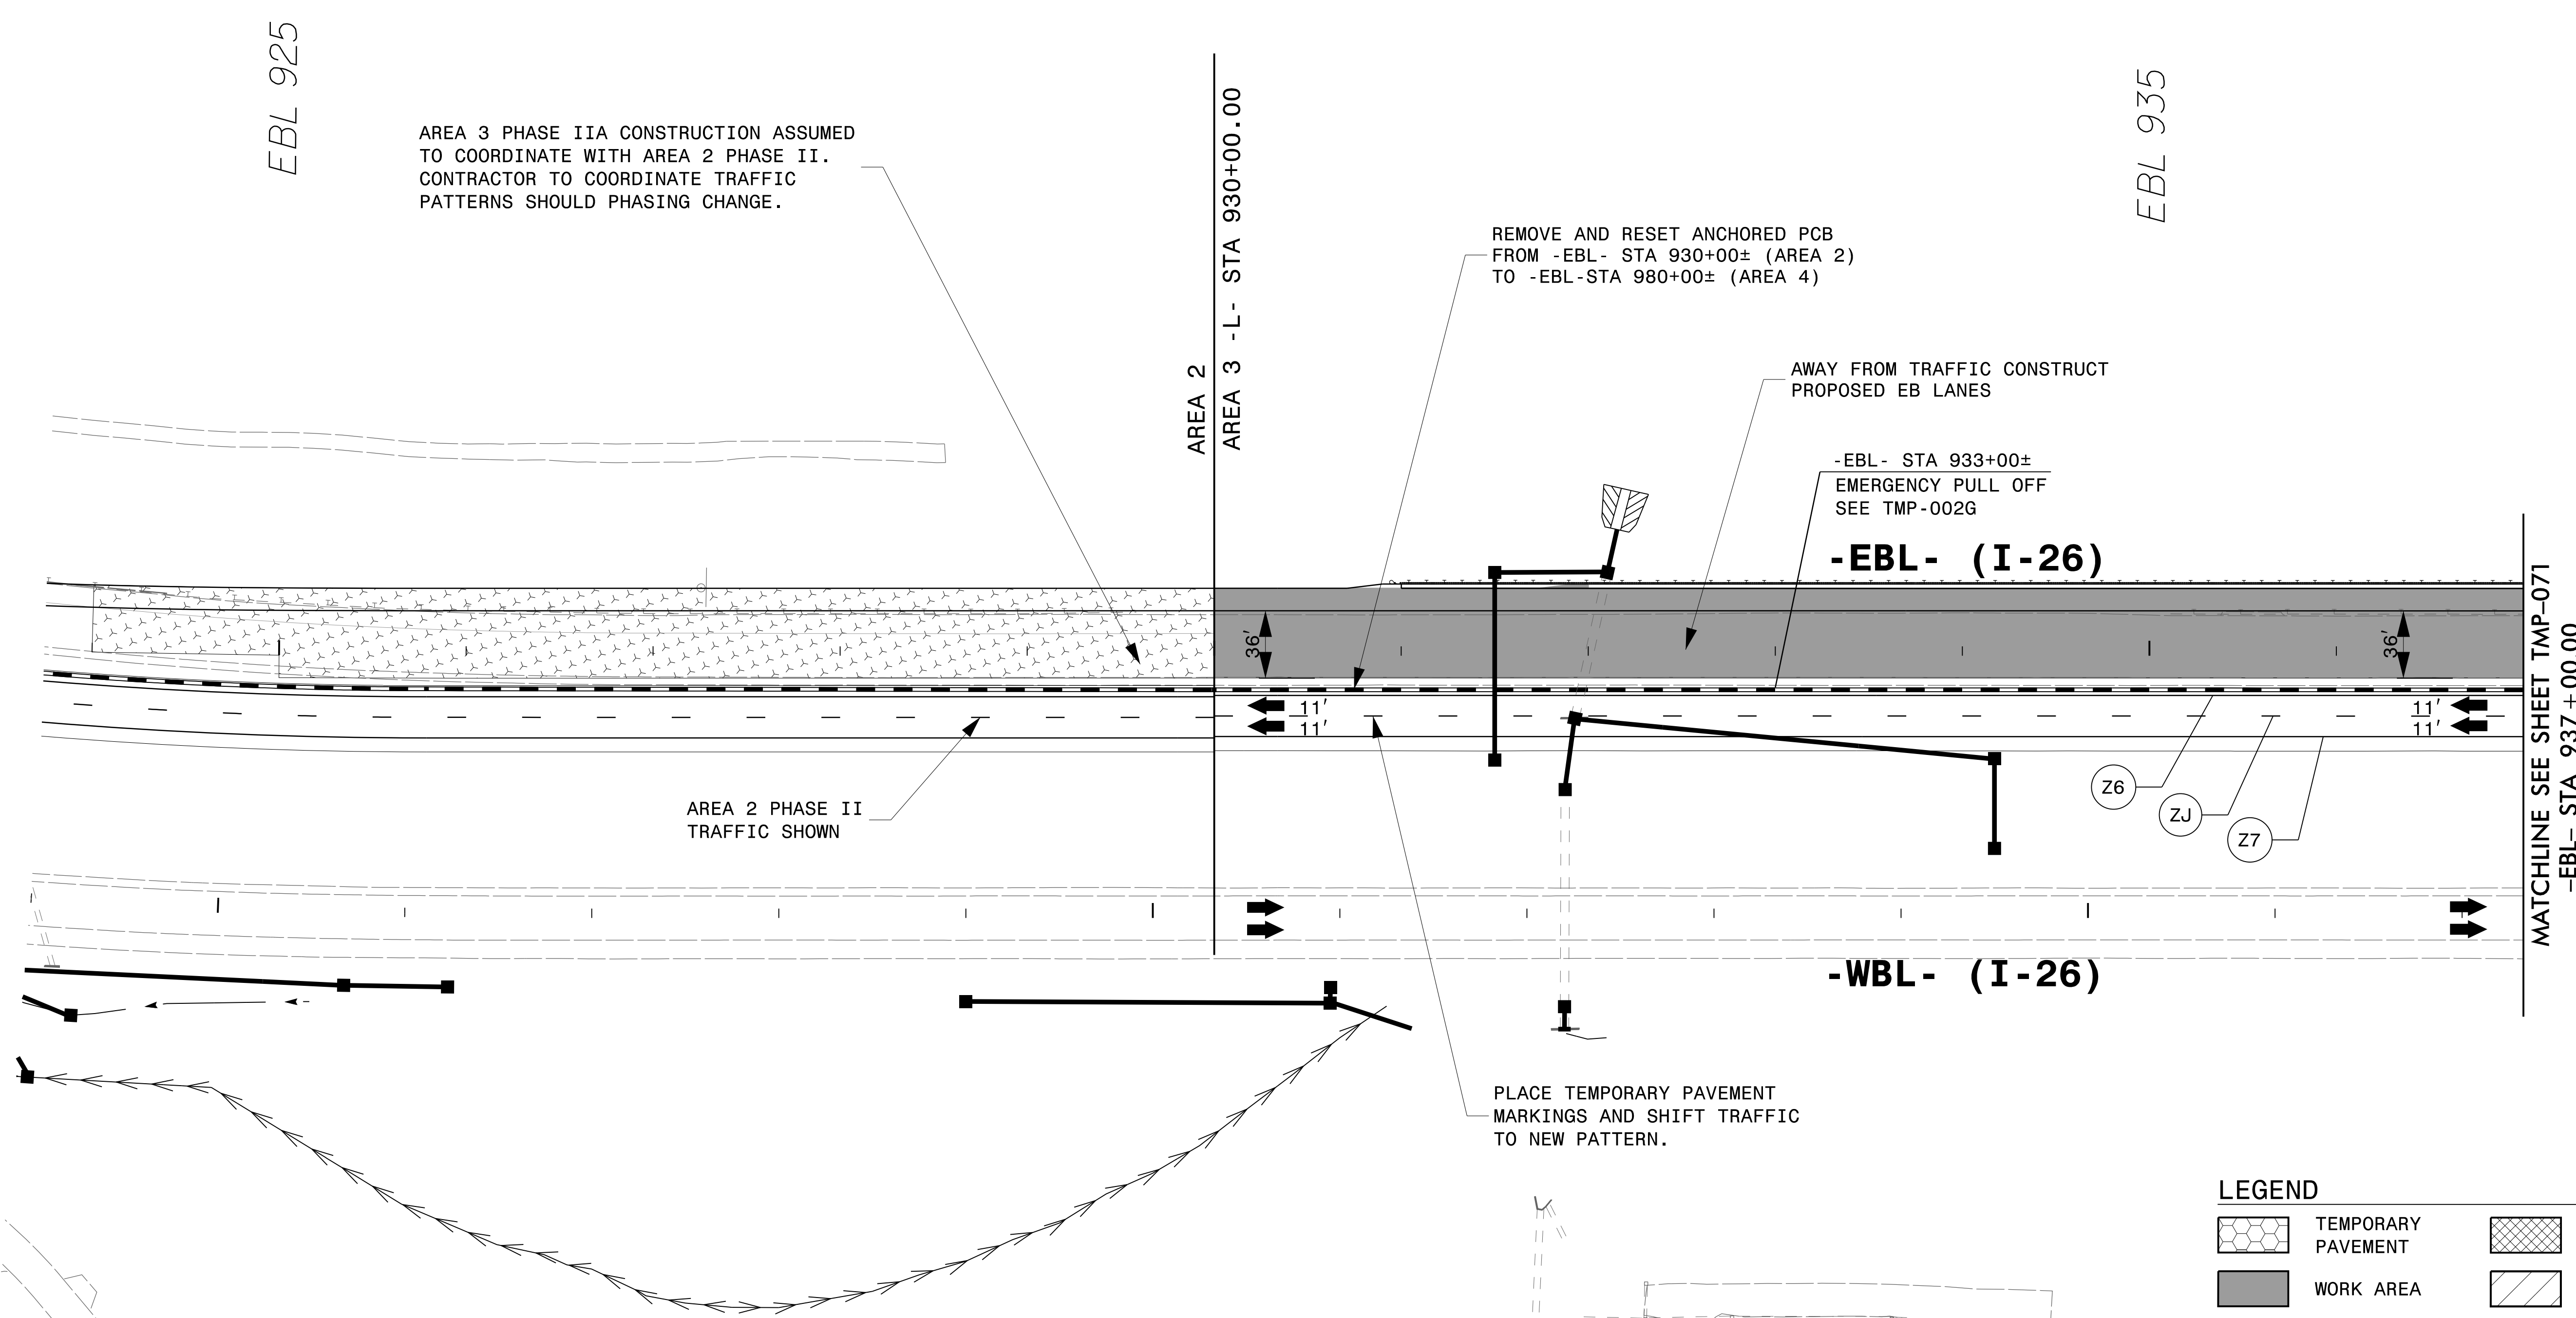 EBL 925
EBL 935
AREA 3 PHASE IIA CONSTRUCTION ASSUMED
TO COORDINATE WITH AREA 2 PHASE II.
CONTRACTOR TO COORDINATE TRAFFIC
PATTERNS SHOULD PHASING CHANGE.
AREA 2
AREA 3 -L- STA 930+00.00
REMOVE AND RESET ANCHORED PCB
FROM -EBL- STA 930+00± (AREA 2)
TO -EBL-STA 980+00± (AREA 4)
AWAY FROM TRAFFIC CONSTRUCT
PROPOSED EB LANES
-EBL- STA 933+00±
EMERGENCY PULL OFF
SEE TMP-002G
-EBL- (I-26)
36'
36'
11'
11'
11'
11'
Z6
ZJ
Z7
AREA 2 PHASE II
TRAFFIC SHOWN
MATCHLINE SEE SHEET TMP-071
-EBL- STA 937+00.00
-WBL- (I-26)
PLACE TEMPORARY PAVEMENT
MARKINGS AND SHIFT TRAFFIC
TO NEW PATTERN.
LEGEND
TEMPORARY
PAVEMENT
WORK AREA